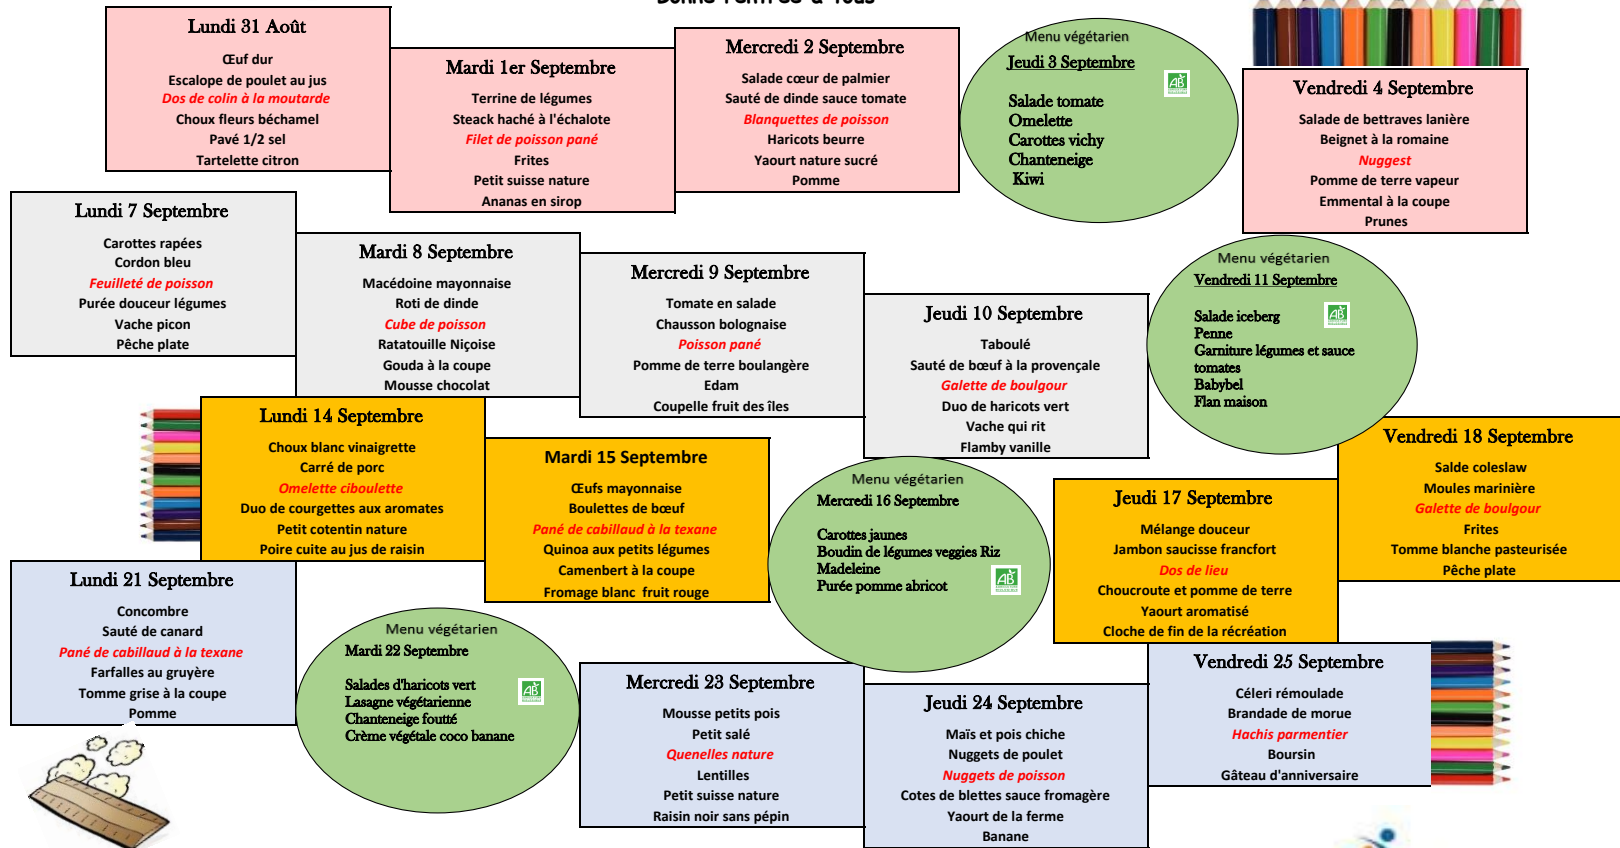 Lundi 31 Août
Œuf dur
Escalope de poulet au jus
Dos de colin à la moutarde
Choux fleurs béchamel
Pavé 1/2 sel
Tartelette citron
Mardi 1er Septembre
Terrine de légumes
Steack haché à l'échalote
Filet de poisson pané
Frites
Petit suisse nature
Ananas en sirop
Mercredi 2 Septembre
Salade cœur de palmier
Sauté de dinde sauce tomate
Blanquettes de poisson
Haricots beurre
Yaourt nature sucré
Pomme
Menu végétarien
Jeudi 3 Septembre
AB
Salade tomate
Omelette
Carottes vichy
Chanteneige
Kiwi
Vendredi 4 Septembre
Salade de bettraves lanière
Beignet à la romaine
Nuggest
Pomme de terre vapeur
Emmental à la coupe
Prunes
Lundi 7 Septembre
Carottes rapées
Cordon bleu
Feuilleté de poisson
Purée douceur légumes
Vache picon
Pêche plate
Mardi 8 Septembre
Macédoine mayonnaise
Roti de dinde
Cube de poisson
Ratatouille Niçoise
Gouda à la coupe
Mousse chocolat
Mercredi 9 Septembre
Tomate en salade
Chausson bolognaise
Poisson pané
Pomme de terre boulangère
Edam
Coupelle fruit des îles
Jeudi 10 Septembre
Taboulé
Sauté de bœuf à la provençale
Galette de boulgour
Duo de haricots vert
Vache qui rit
Flamby vanille
Menu végétarien
Vendredi 11 Septembre
AB
Salade iceberg
Penne
Garniture légumes et sauce
tomates
Babybel
Flan maison
Lundi 14 Septembre
Choux blanc vinaigrette
Carré de porc
Omelette ciboulette
Duo de courgettes aux aromates
Petit cotentin nature
Poire cuite au jus de raisin
Mardi 15 Septembre
Œufs mayonnaise
Boulettes de bœuf
Pané de cabillaud à la texane
Quinoa aux petits légumes
Camenbert à la coupe
Fromage blanc fruit rouge
Menu végétarien
Mercredi 16 Septembre
Carottes jaunes
Boudin de légumes veggies Riz
Madeleine
Purée pomme abricot
AB
Jeudi 17 Septembre
Mélange douceur
Jambon saucisse francfort
Dos de lieu
Choucroute et pomme de terre
Yaourt aromatisé
Cloche de fin de la récréation
Vendredi 18 Septembre
Salde coleslaw
Moules marinière
Galette de boulgour
Frites
Tomme blanche pasteurisée
Pêche plate
Lundi 21 Septembre
Concombre
Sauté de canard
Pané de cabillaud à la texane
Farfalles au gruyère
Tomme grise à la coupe
Pomme
Menu végétarien
Mardi 22 Septembre
Salades d'haricots vert
AB
Lasagne végétarienne
Chanteneige foutté
Crème végétale coco banane
Mercredi 23 Septembre
Mousse petits pois
Petit salé
Quenelles nature
Lentilles
Petit suisse nature
Raisin noir sans pépin
Jeudi 24 Septembre
Maïs et pois chiche
Nuggets de poulet
Nuggets de poisson
Cotes de blettes sauce fromagère
Yaourt de la ferme
Banane
Vendredi 25 Septembre
Céleri rémoulade
Brandade de morue
Hachis parmentier
Boursin
Gâteau d'anniversaire